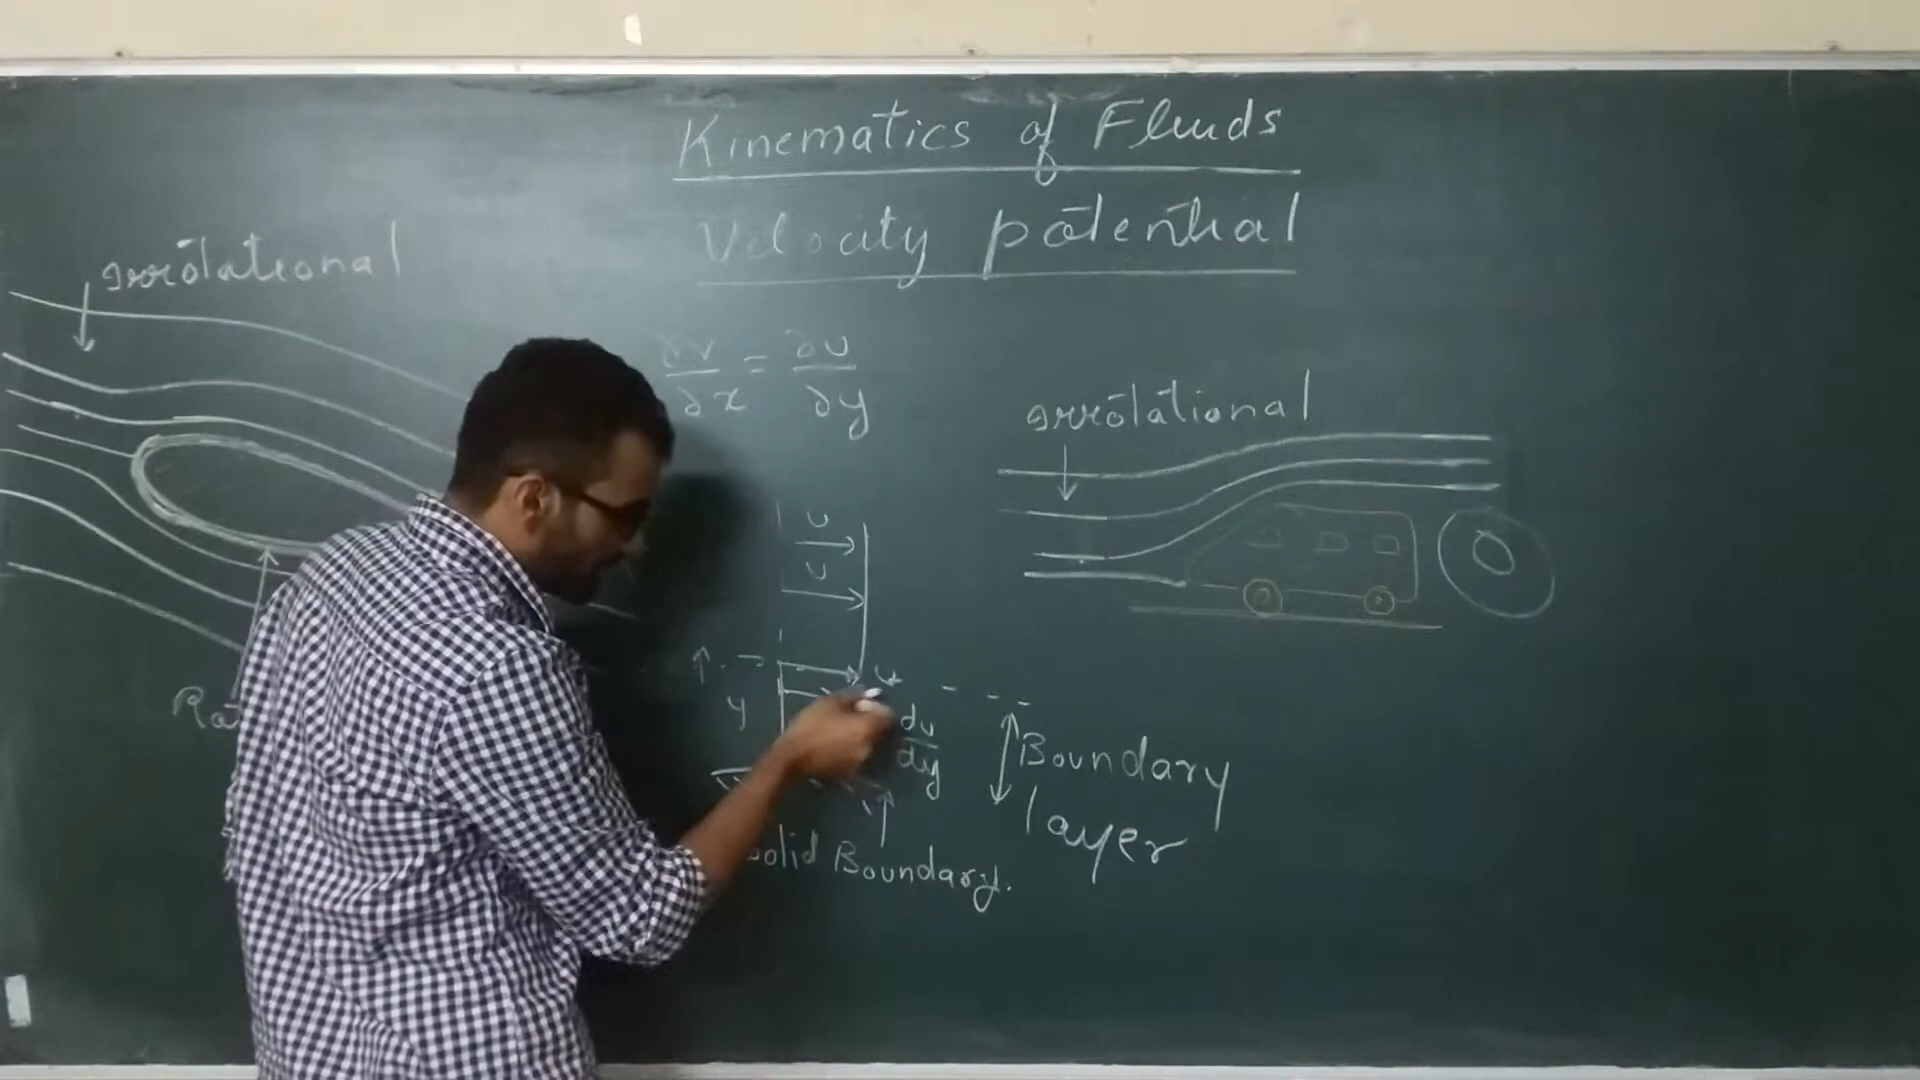 Kinematics of Fluids
Velocity potential
Irrotational
∂v/∂x = ∂u/∂y
Irrotational
u
u
u
y
du/dy
Boundary
layer
Solid Boundary.